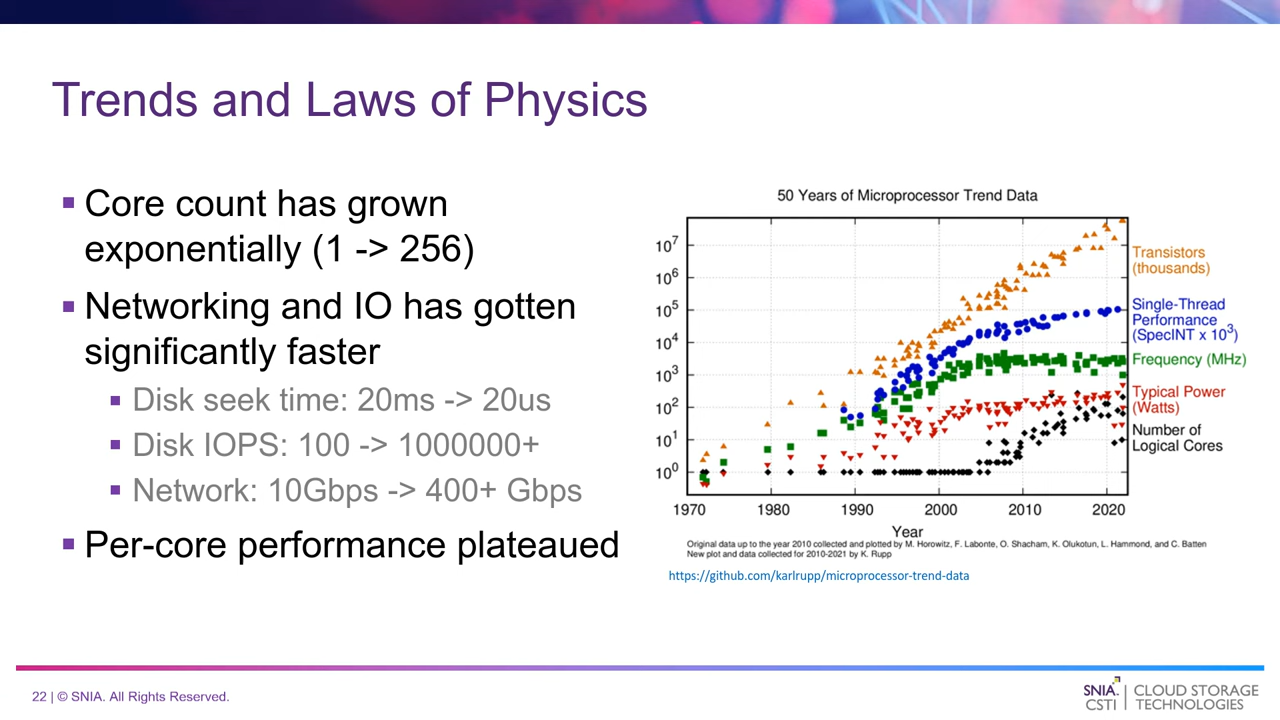 Trends and Laws of Physics
Core count has grown
exponentially (1 -> 256)
Networking and IO has gotten
significantly faster
Disk seek time: 20ms -> 20us
Disk IOPS: 100 -> 1000000+
Network: 10Gbps -> 400+ Gbps
Per-core performance plateaued
50 Years of Microprocessor Trend Data
10^7
10^6
10^5
10^4
10^3
10^2
10^1
10^0
Transistors
(thousands)
Single-Thread
Performance
(SpecINT x 10^3)
Frequency (MHz)
Typical Power
(Watts)
Number of
Logical Cores
1970 1980 1990 2000 2010 2020
Year
Original data up to the year 2010 collected and plotted by M. Horowitz, F. Labonte, O. Shacham, K. Olukotun, L. Hammond, and C. Batten
New plot and data collected for 2010-2021 by K. Rupp
https://github.com/karlrupp/microprocessor-trend-data
22 | © SNIA. All Rights Reserved.
SNIA.
CSTI
CLOUD STORAGE
TECHNOLOGIES